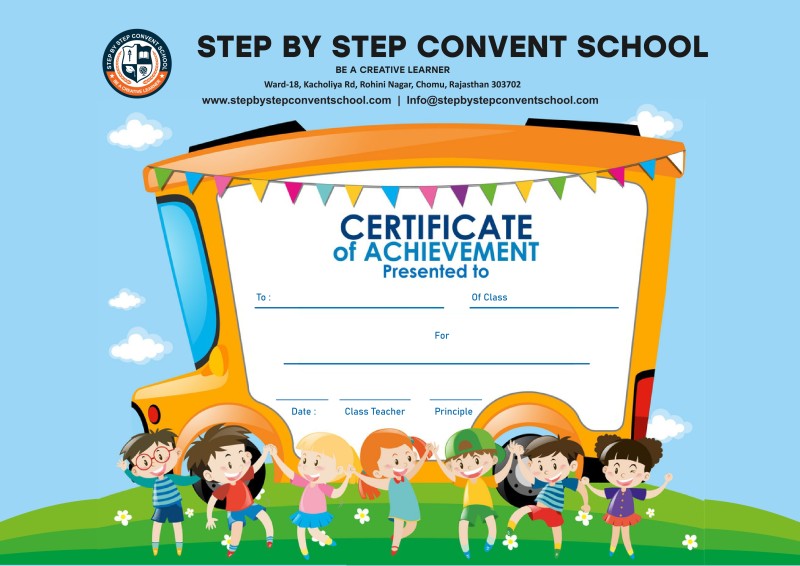 STEP BY STEP CONVENT SCHOOL
BE A CREATIVE LEARNER
STEP BY STEP CONVENT SCHOOL
BE A CREATIVE LEARNER
Ward-18, Kacholiya Rd, Rohini Nagar, Chomu, Rajasthan 303702
www.stepbystepconventschool.com | Info@stepbystepconventschool.com
CERTIFICATE
of ACHIEVEMENT
Presented to
To : Of Class
For
Date : Class Teacher Principle